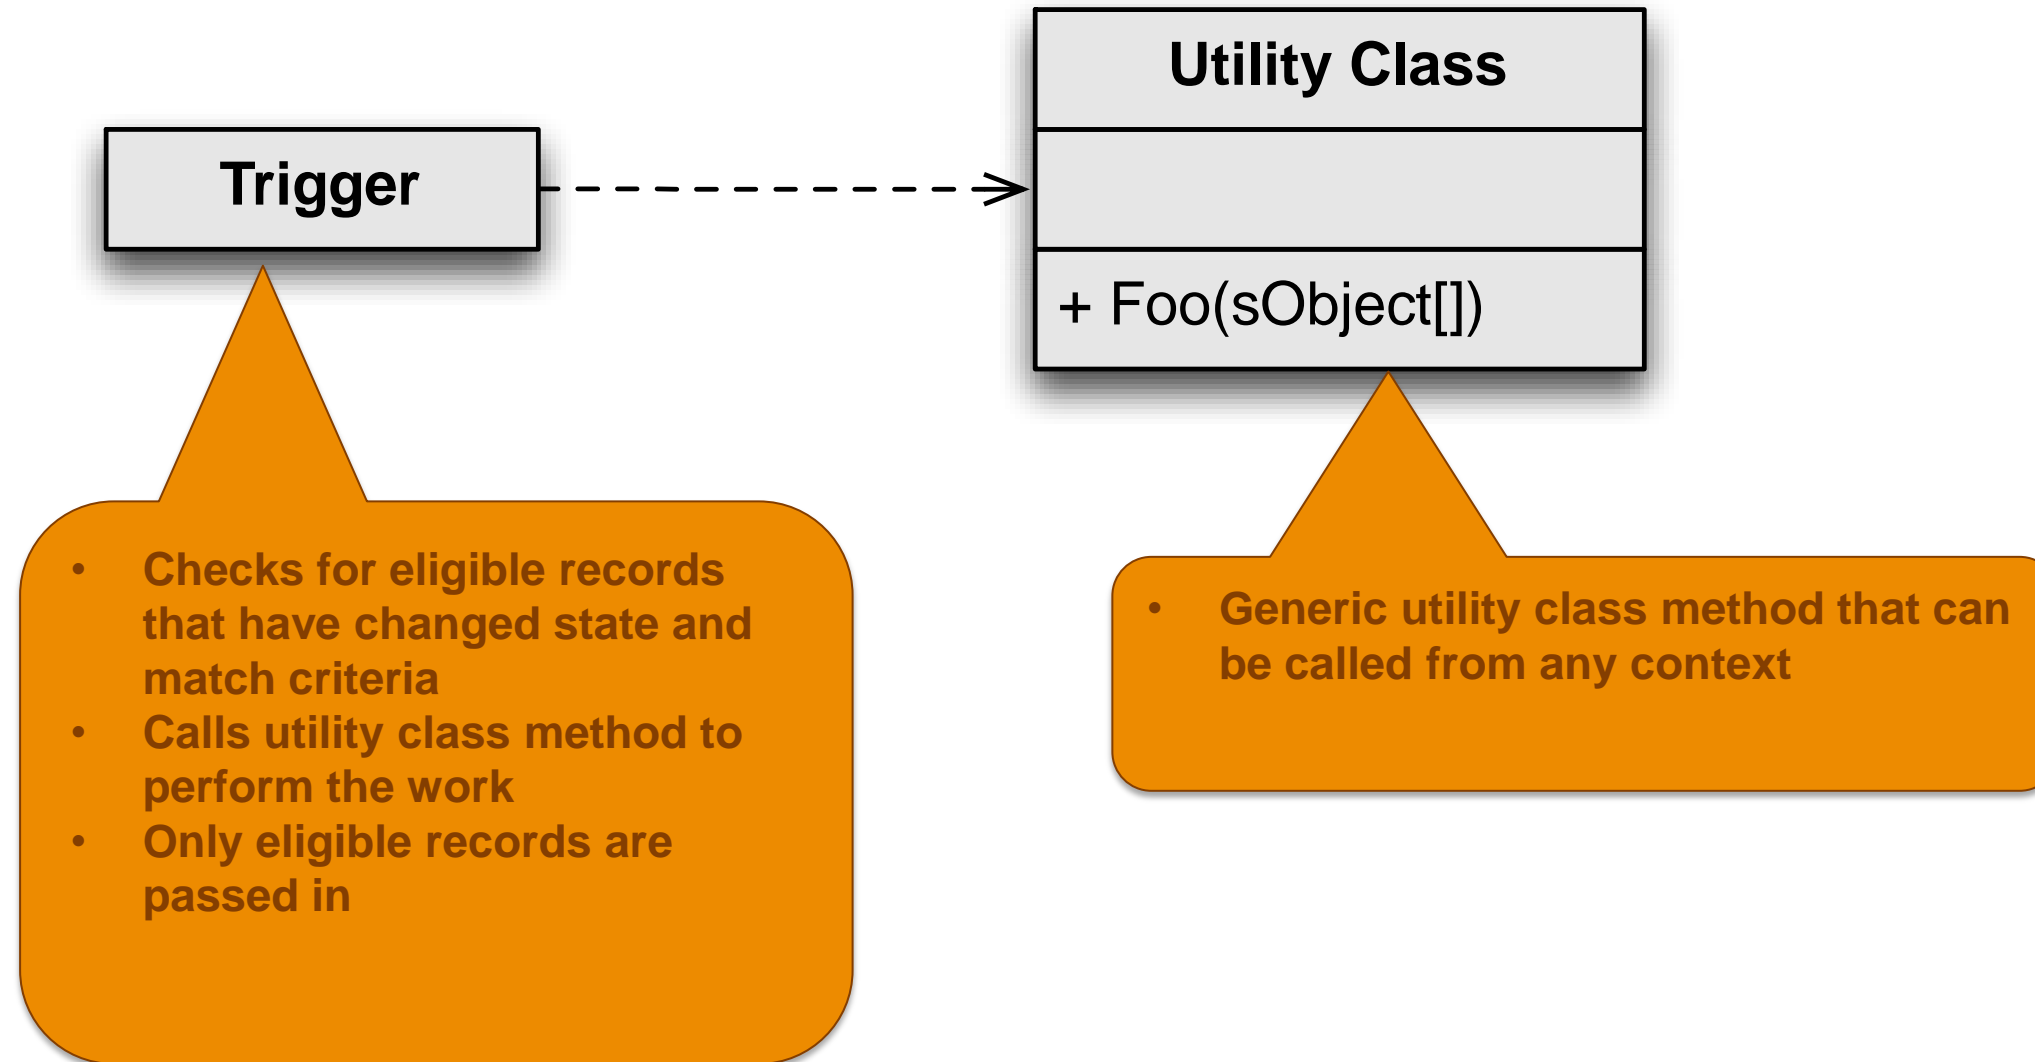 Utility Class
Trigger
+ Foo(sObject[])
• Checks for eligible records
that have changed state and
match criteria
• Calls utility class method to
perform the work
• Only eligible records are
passed in
• Generic utility class method that can
be called from any context